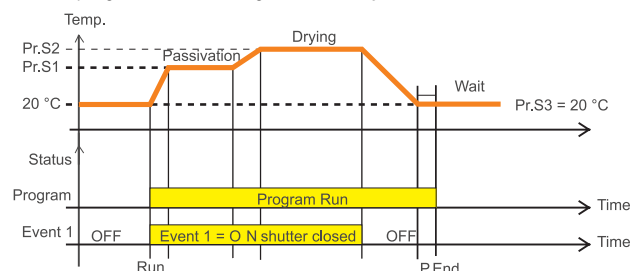 Temp.
Pr.S2
Drying
Passivation
Pr.S1
Wait
20 °C
Pr.S3 = 20 °C
Status
Program
Program Run
Time
Event 1
OFF
Event 1 = O N shutter closed
OFF
Time
Run
P.End